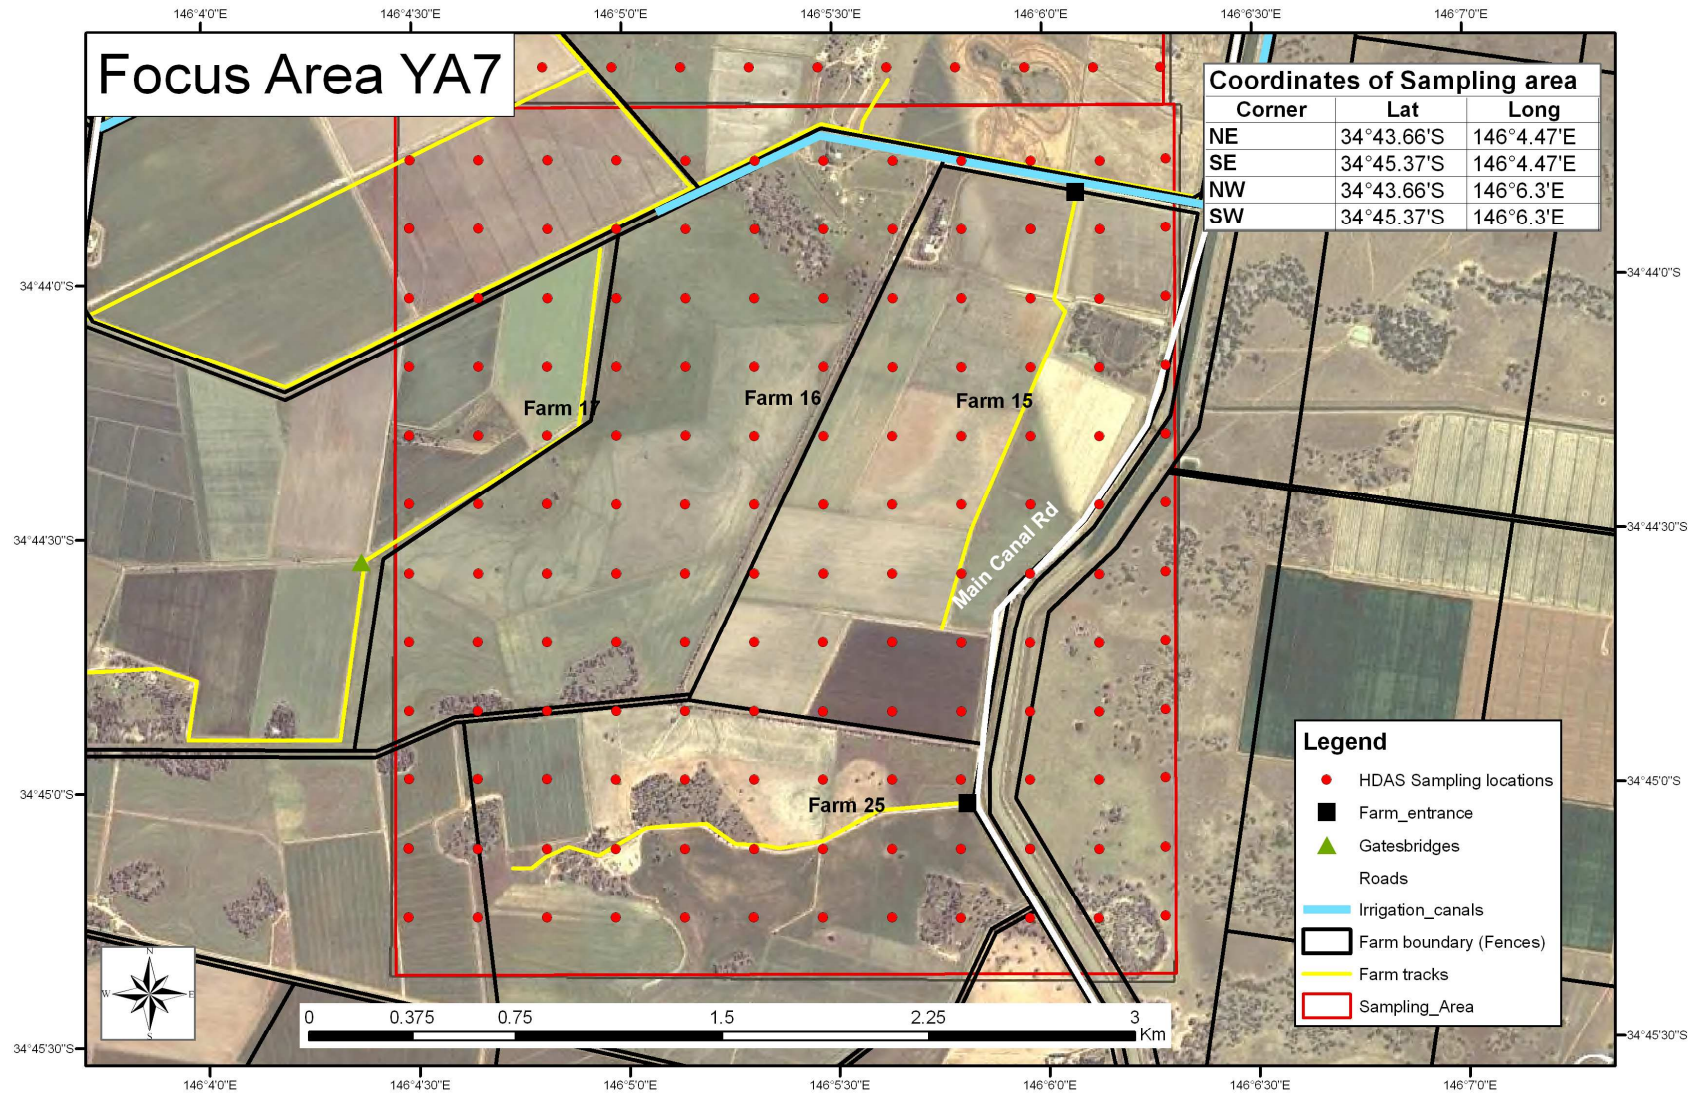 146°4'0"E 146°4'30"E 146°5'0"E 146°5'30"E 146°6'0"E 146°6'30"E 146°7'0"E
Focus Area YA7
Coordinates of Sampling area
Corner Lat Long
NE 34°43.66'S 146°4.47'E
SE 34°45.37'S 146°4.47'E
NW 34°43.66'S 146°6.3'E
SW 34°45.37'S 146°6.3'E
34°44'0"S 34°44'0"S
Farm 17 Farm 16 Farm 15
34°44'30"S 34°44'30"S
Main Canal Rd
Legend
HDAS Sampling locations
Farm_entrance
Gatesbridges
Roads
Irrigation_canals
Farm boundary (Fences)
Farm tracks
Sampling_Area
34°45'0"S 34°45'0"S
Farm 25
N
W E
S
0 0.375 0.75 1.5 2.25 3
Km
34°45'30"S 34°45'30"S
146°4'0"E 146°4'30"E 146°5'0"E 146°5'30"E 146°6'0"E 146°6'30"E 146°7'0"E